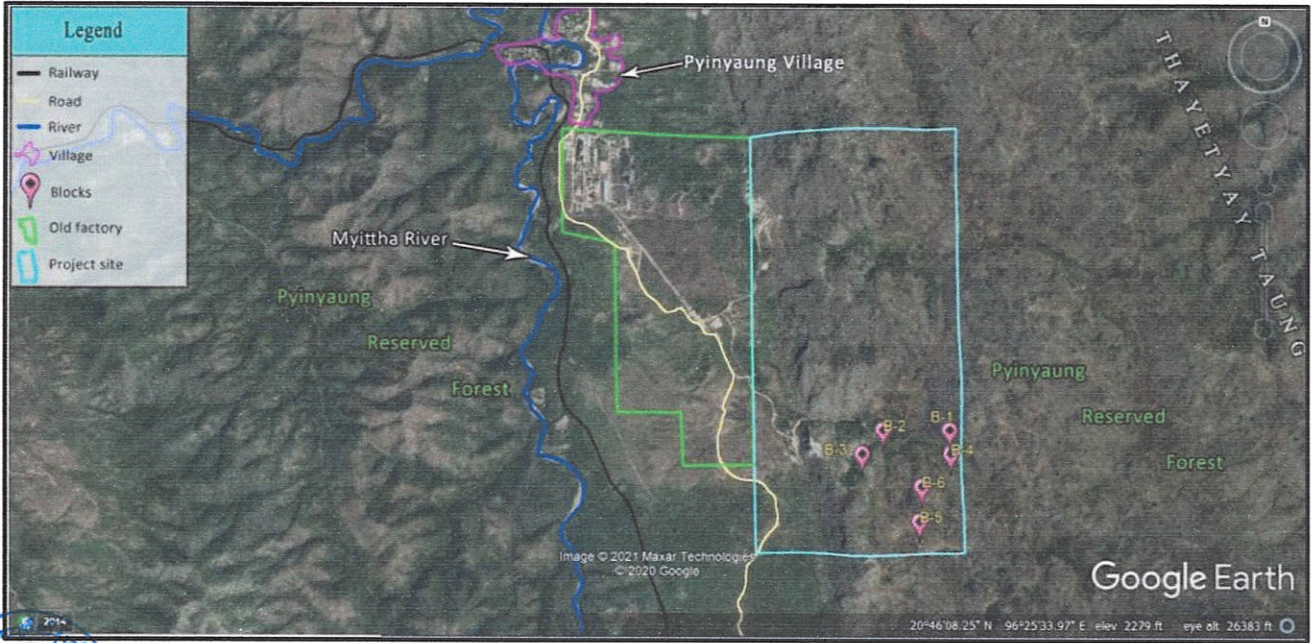 Legend
Railway
Road
River
Village
Blocks
Old factory
Project site
N
Pyinyaung Village
THAYETYAY TAUNG
Myittha River
Pyinyaung
Reserved
Forest
Pyinyaung
Reserved
Forest
B-1
B-2
B-3
B-4
B-6
B-5
Image © 2021 Maxar Technologies
© 2020 Google
Google Earth
2014
20°46'08.25" N 96°25'33.97" E elev 2279 ft eye alt 26383 ft